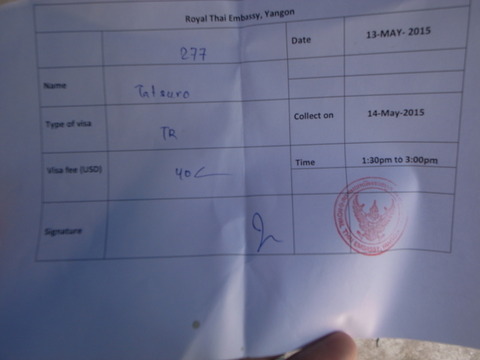 Royal Thai Embassy, Yangon
277 Date 13-MAY- 2015
Name Tatsuro
Type of visa TR Collect on 14-May-2015
Visa fee (USD) 40 Time 1:30pm to 3:00pm
Signature